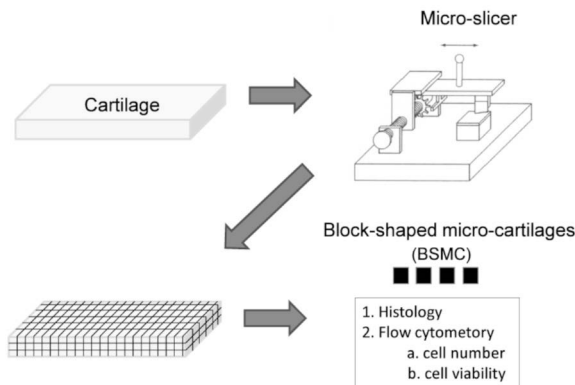 Micro-slicer
Cartilage
Block-shaped micro-cartilages
(BSMC)
1. Histology
2. Flow cytometory
a. cell number
b. cell viability